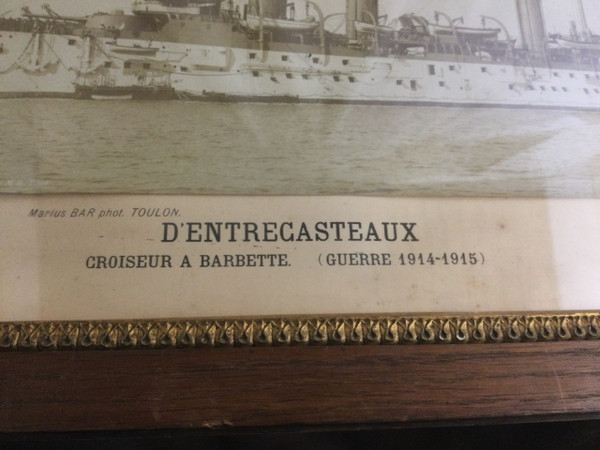 Marius BAR phot. TOULON.
D'ENTRECASTEAUX
CROISEUR A BARBETTE. (GUERRE 1914-1915)